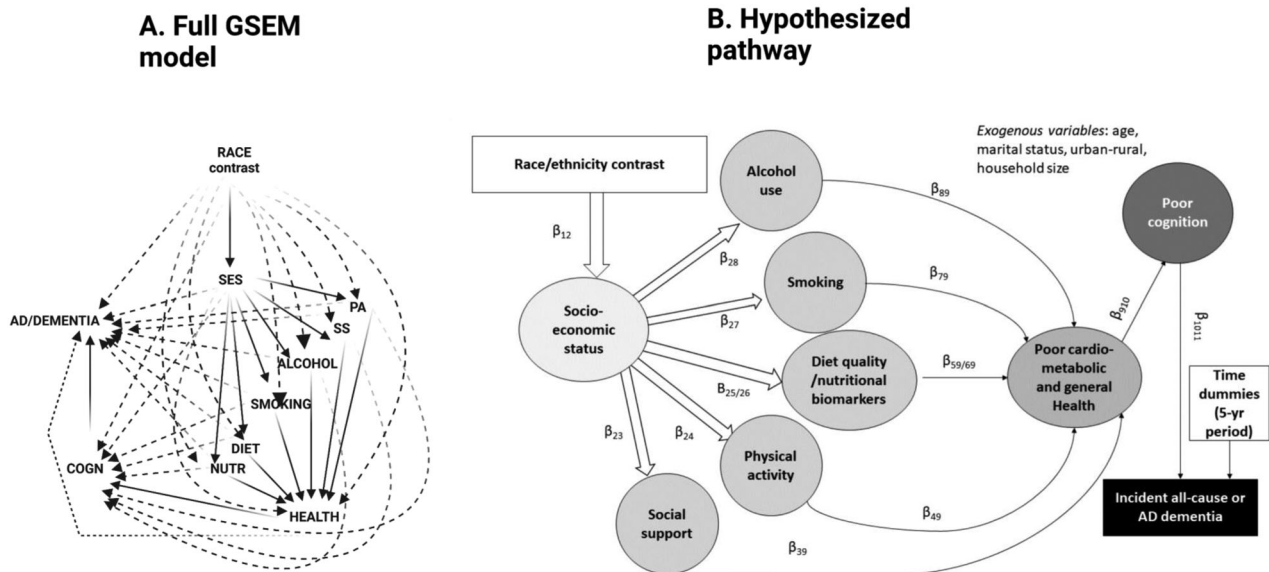 A. Full GSEM
model
RACE
contrast
SES
AD/DEMENTIA
PA
SS
ALCOHOL
SMOKING
DIET
COGN
NUTR
HEALTH
B. Hypothesized
pathway
Race/ethnicity contrast
Alcohol
use
Exogenous variables: age,
marital status, urban-rural,
household size
β89
Poor
cognition
β12
β28
Smoking
β79
Socio-
economic
status
β27
β910
β1011
Diet quality
/nutritional
biomarkers
β59/69
Poor cardio-
metabolic
and general
Health
B25/26
Time
dummies
(5-yr
period)
β23
β24
Physical
activity
Incident all-cause or
AD dementia
β49
Social
support
β39